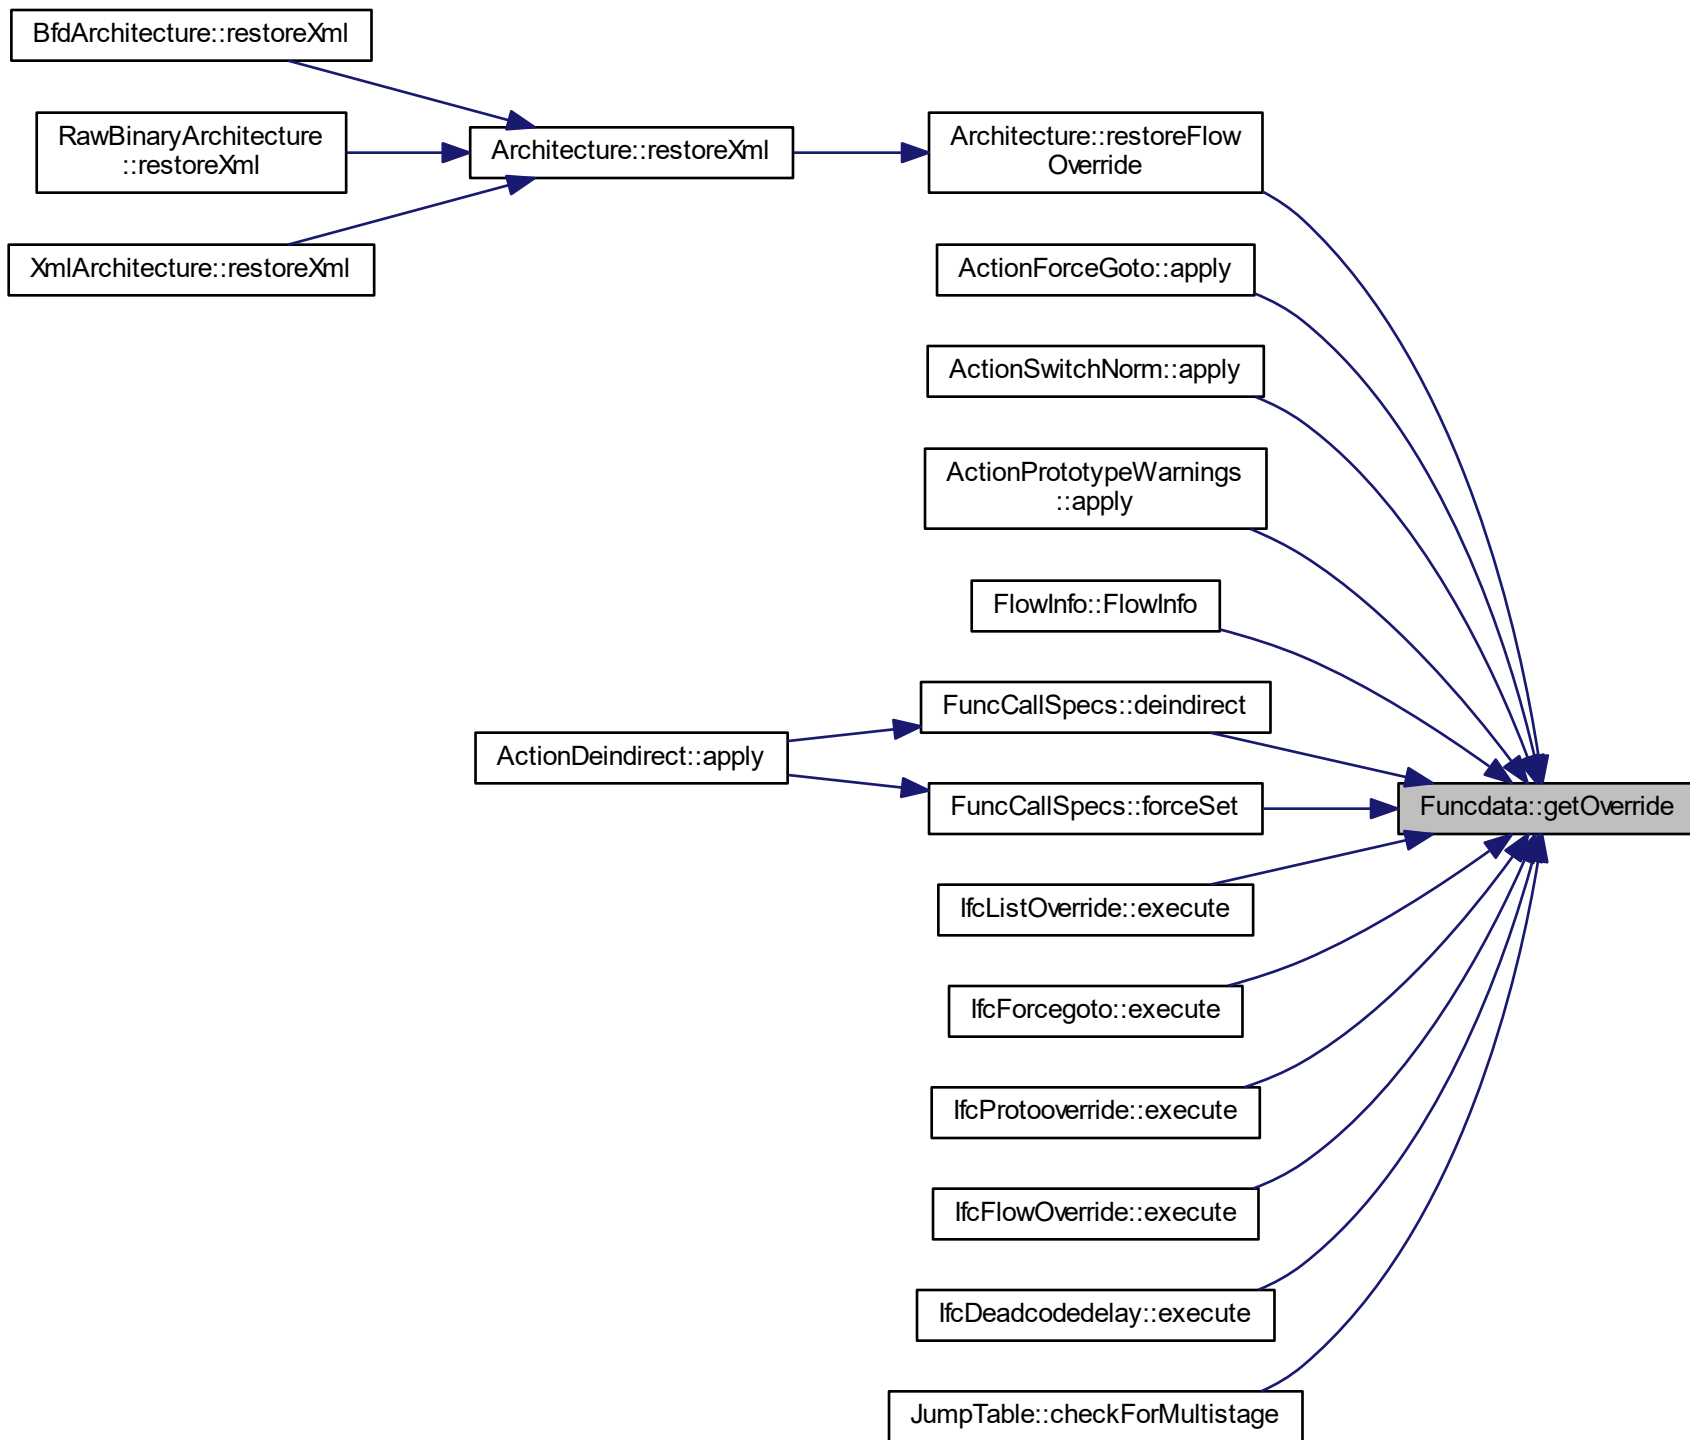 BfdArchitecture::restoreXml
RawBinaryArchitecture
::restoreXml
XmlArchitecture::restoreXml
Architecture::restoreXml
Architecture::restoreFlow
Override
ActionForceGoto::apply
ActionSwitchNorm::apply
ActionPrototypeWarnings
::apply
FlowInfo::FlowInfo
FuncCallSpecs::deindirect
ActionDeindirect::apply
FuncCallSpecs::forceSet
Funcdata::getOverride
IfcListOverride::execute
IfcForcegoto::execute
IfcProtooverride::execute
IfcFlowOverride::execute
IfcDeadcodedelay::execute
JumpTable::checkForMultistage